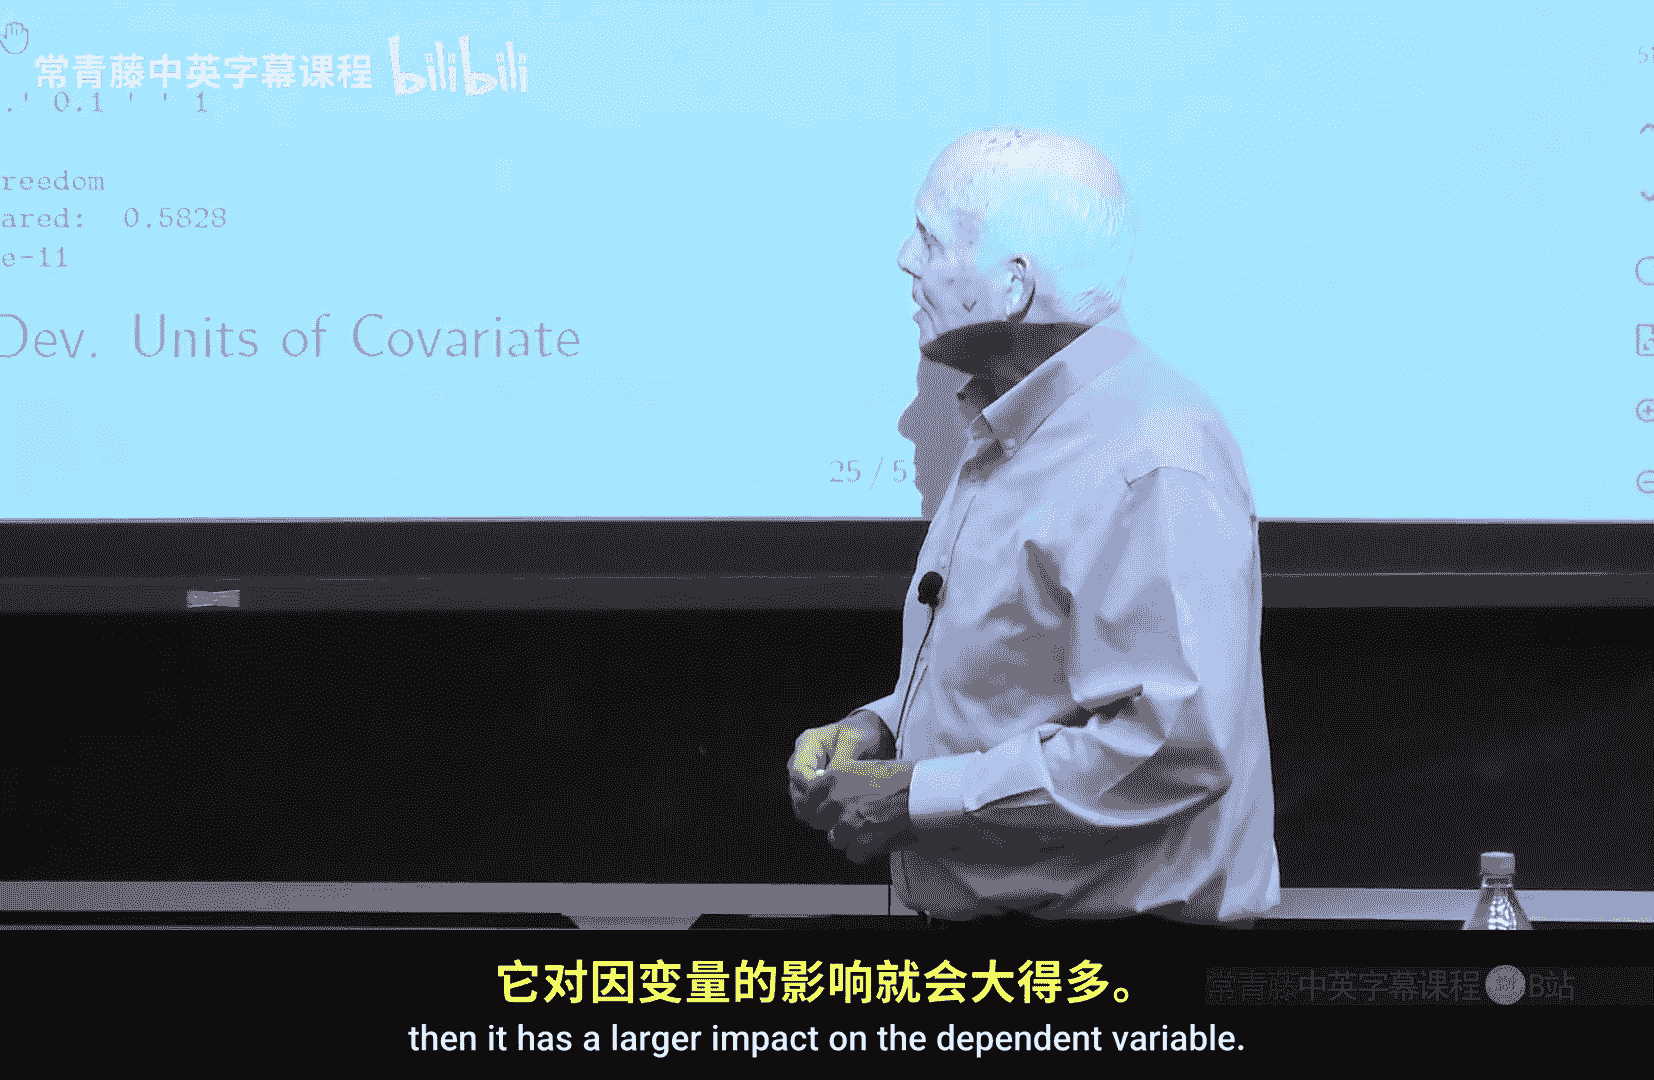 常青藤中英字幕课程 bilibili
.' 0.1 ' ' 1
reedom
ared: 0.5828
e-11
Dev. Units of Covariate
25 / 5
它对因变量的影响就会大得多。
常青藤中英字幕课程 B站
then it has a larger impact on the dependent variable.